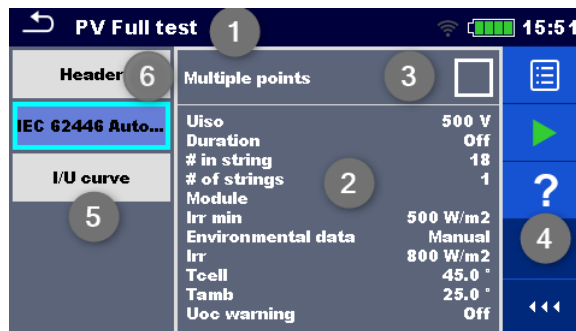 PV Full test 1 15:51
Header 6
IEC 62446 Auto...
I/U curve
5
Multiple points 3
Uiso 500 V
Duration Off
# in string 18
# of strings 1
Module
2
Irr min 500 W/m2
Environmental data Manual
Irr 800 W/m2
Tcell 45.0 °
Tamb 25.0 °
Uoc warning Off
?
4